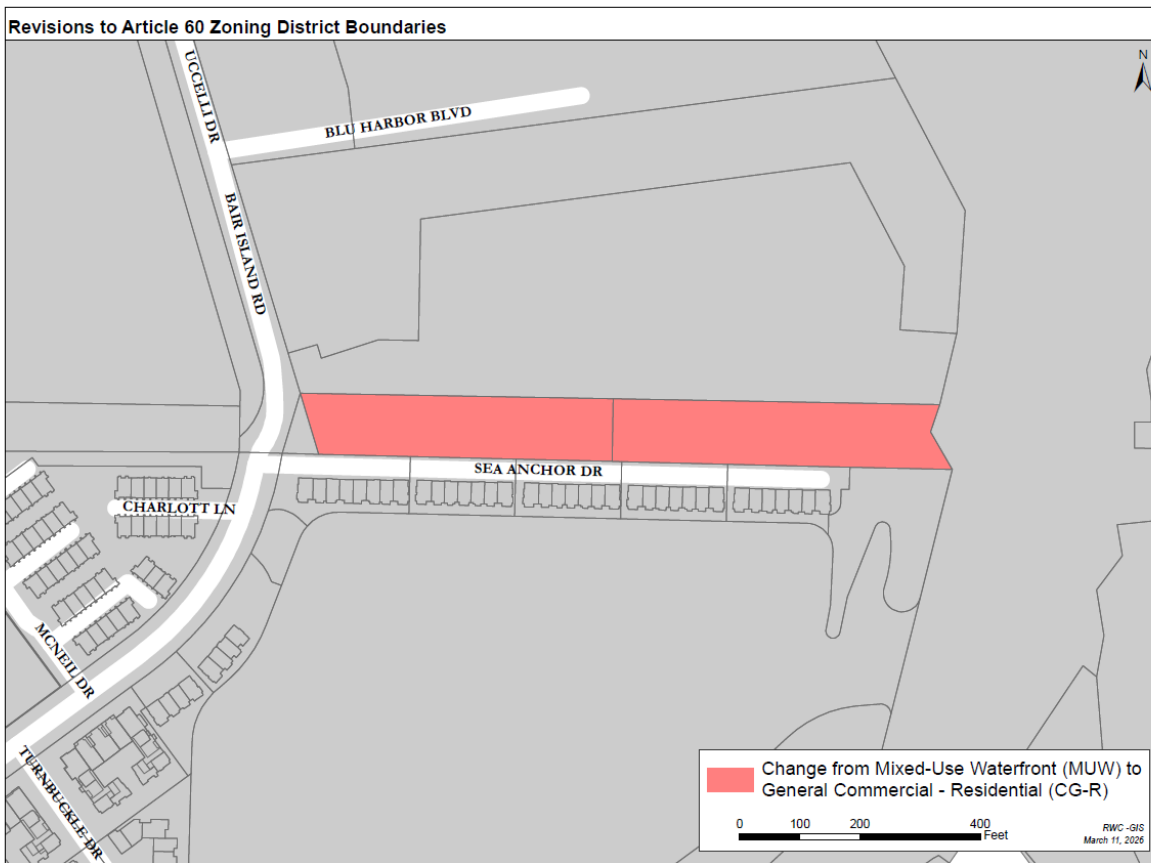 Revisions to Article 60 Zoning District Boundaries
N
UCCELLI DR
BLU HARBOR BLVD
BAIR ISLAND RD
SEA ANCHOR DR
CHARLOTT LN
MCNEIL DR
TURNBUCKLE DR
Change from Mixed-Use Waterfront (MUW) to
General Commercial - Residential (CG-R)
0 100 200 400
Feet
RWC -GIS
March 11, 2026